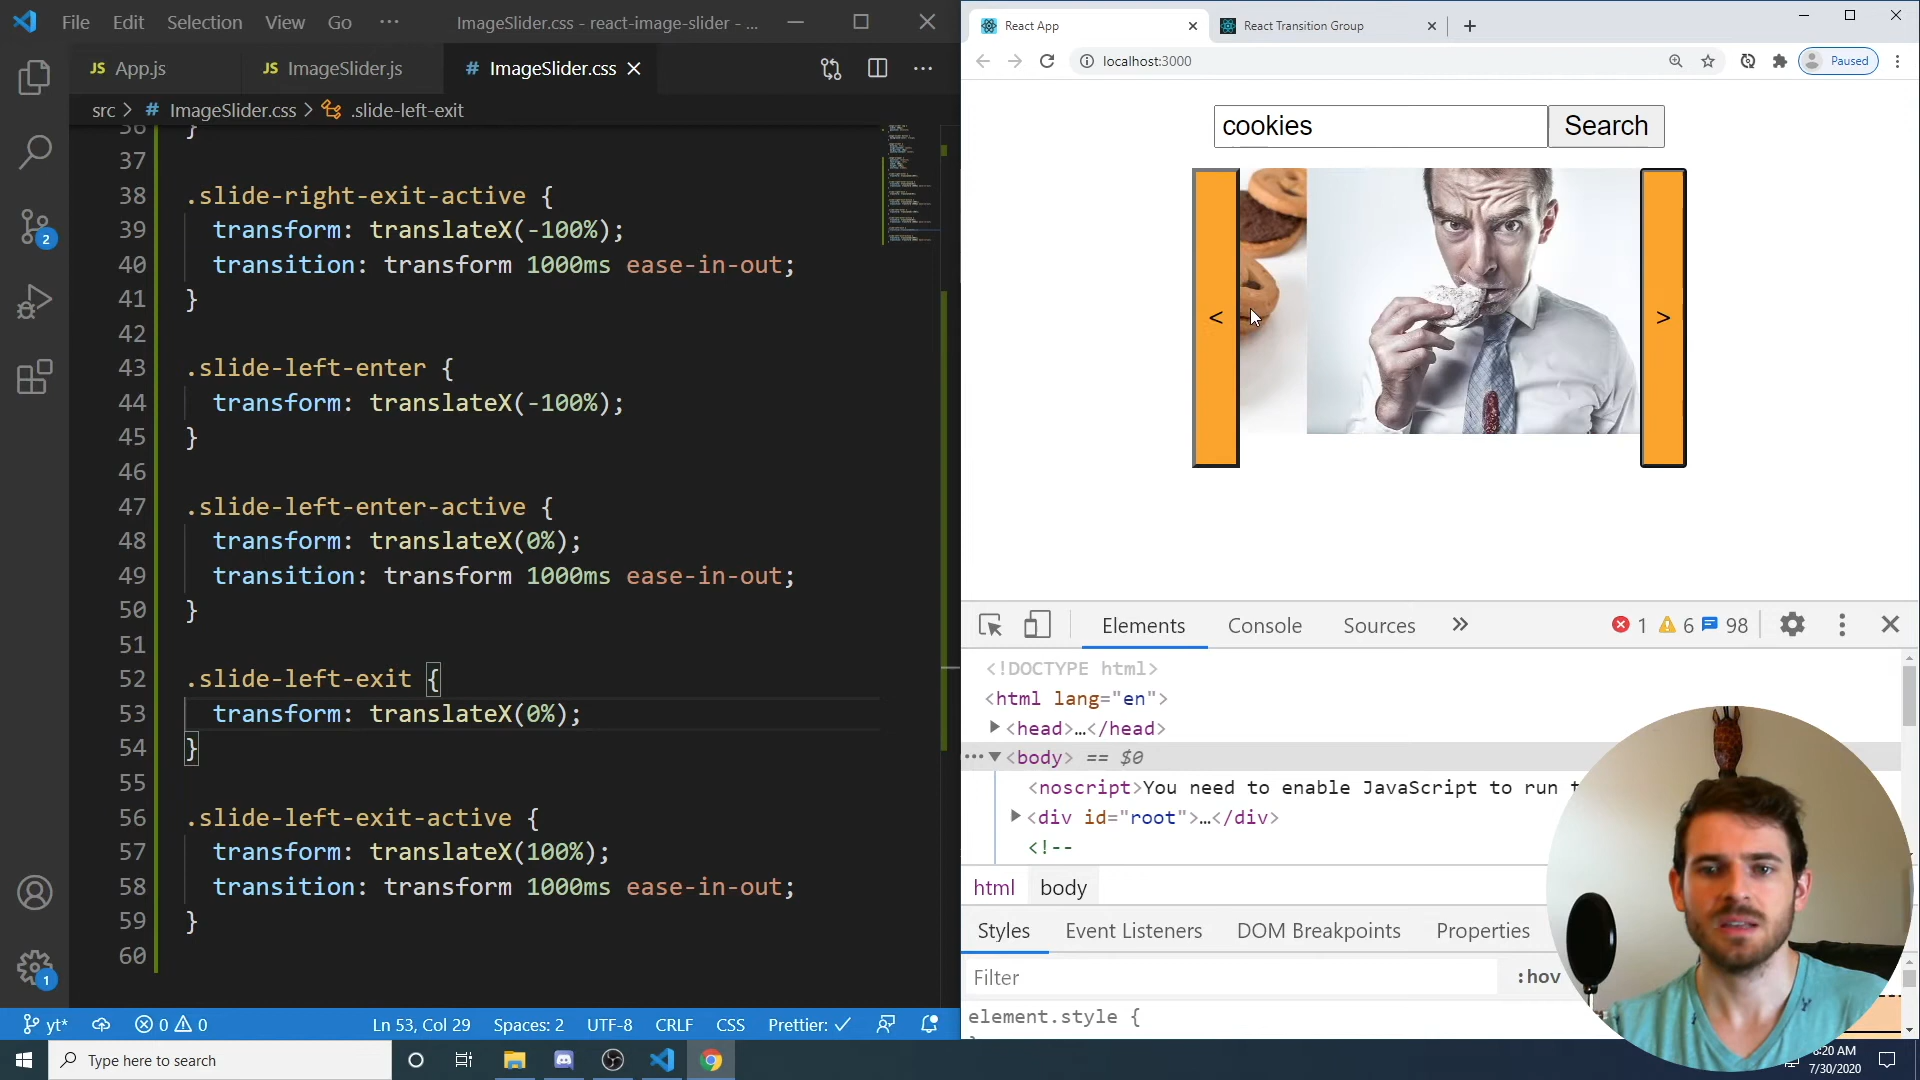 File Edit Selection View Go ··· ImageSlider.css - react-image-slider - ...
JS App.js JS ImageSlider.js # ImageSlider.css
src > # ImageSlider.css > .slide-left-exit
36 }
37
38 .slide-right-exit-active {
39 transform: translateX(-100%);
40 transition: transform 1000ms ease-in-out;
41 }
42
43 .slide-left-enter {
44 transform: translateX(-100%);
45 }
46
47 .slide-left-enter-active {
48 transform: translateX(0%);
49 transition: transform 1000ms ease-in-out;
50 }
51
52 .slide-left-exit {
53 transform: translateX(0%);
54 }
55
56 .slide-left-exit-active {
57 transform: translateX(100%);
58 transition: transform 1000ms ease-in-out;
59 }
60
2
1
yt* 0 0 Ln 53, Col 29 Spaces: 2 UTF-8 CRLF CSS Prettier: ✓
Type here to search
React App React Transition Group
localhost:3000 Paused
cookies Search
< >
Elements Console Sources » 1 6 98
<!DOCTYPE html>
<html lang="en">
<head>…</head>
··· <body> == $0
<noscript>You need to enable JavaScript to run
<div id="root">…</div>
<!--
html body
Styles Event Listeners DOM Breakpoints Properties
Filter :hov
element.style {
8:20 AM
7/30/2020